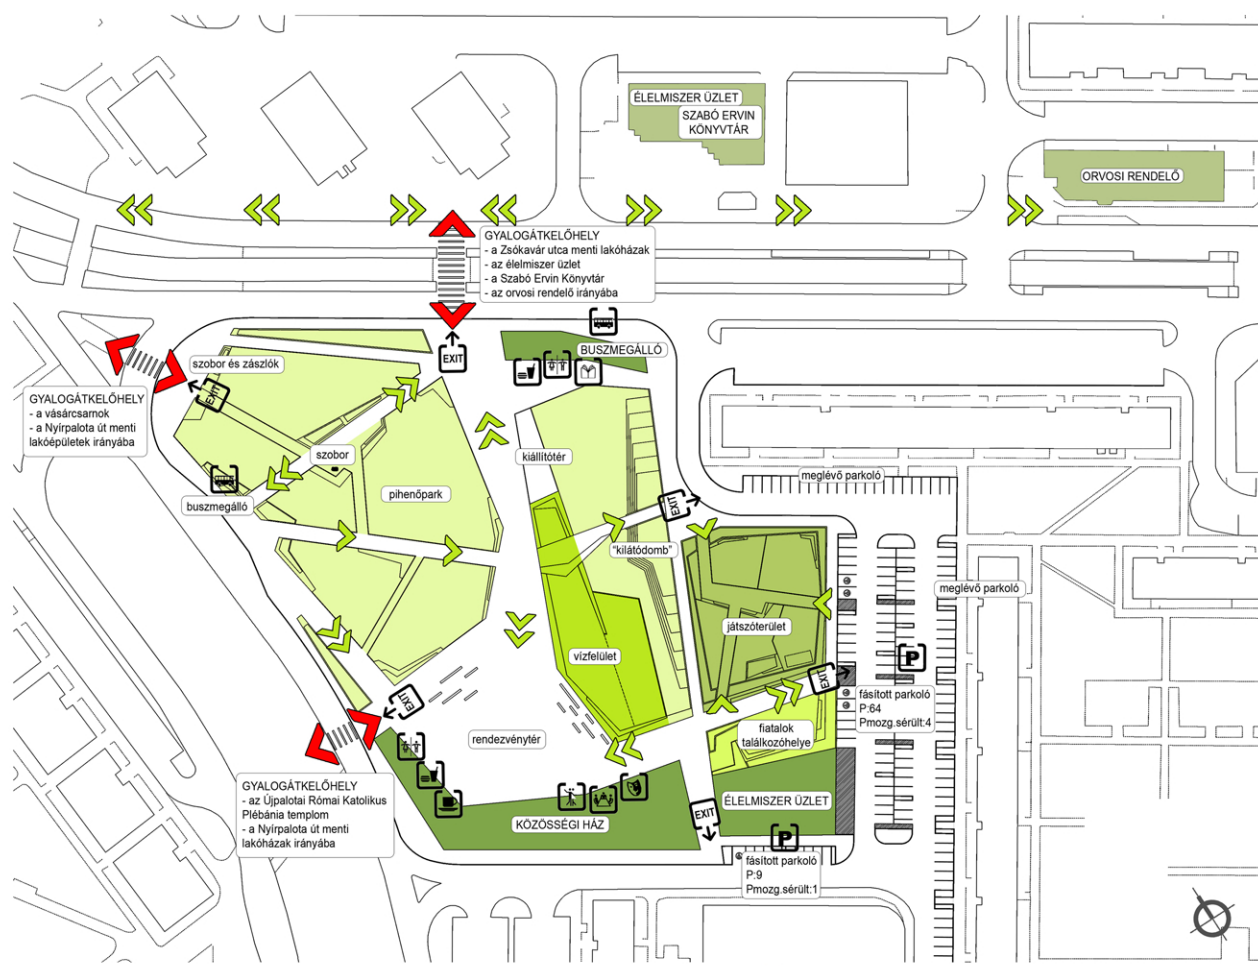 ÉLELMISZER ÜZLET
SZABÓ ERVIN
KÖNYVTÁR
ORVOSI RENDELŐ
GYALOGÁTKELŐHELY
- a Zsókavár utca menti lakóházak
- az élelmiszer üzlet
- a Szabó Ervin Könyvtár
- az orvosi rendelő irányába
BUSZMEGÁLLÓ
EXIT
szobor és zászlók
EXIT
GYALOGÁTKELŐHELY
- a vásárcsarnok
- a Nyírpalota út menti
lakóépületek irányába
szobor
kiállítótér
buszmegálló
pihenőpark
meglévő parkoló
EXIT
"kilátódomb"
meglévő parkoló
játszóterület
vízfelület
P
EXIT
fásított parkoló
P:64
Pmozg.sérült:4
EXIT
rendezvénytér
fiatalok
találkozóhelye
GYALOGÁTKELŐHELY
- az Újpalotai Római Katolikus
Plébánia templom
- a Nyírpalota út menti
lakóházak irányába
KÖZÖSSÉGI HÁZ
EXIT
ÉLELMISZER ÜZLET
P
fásított parkoló
P:9
Pmozg.sérült:1